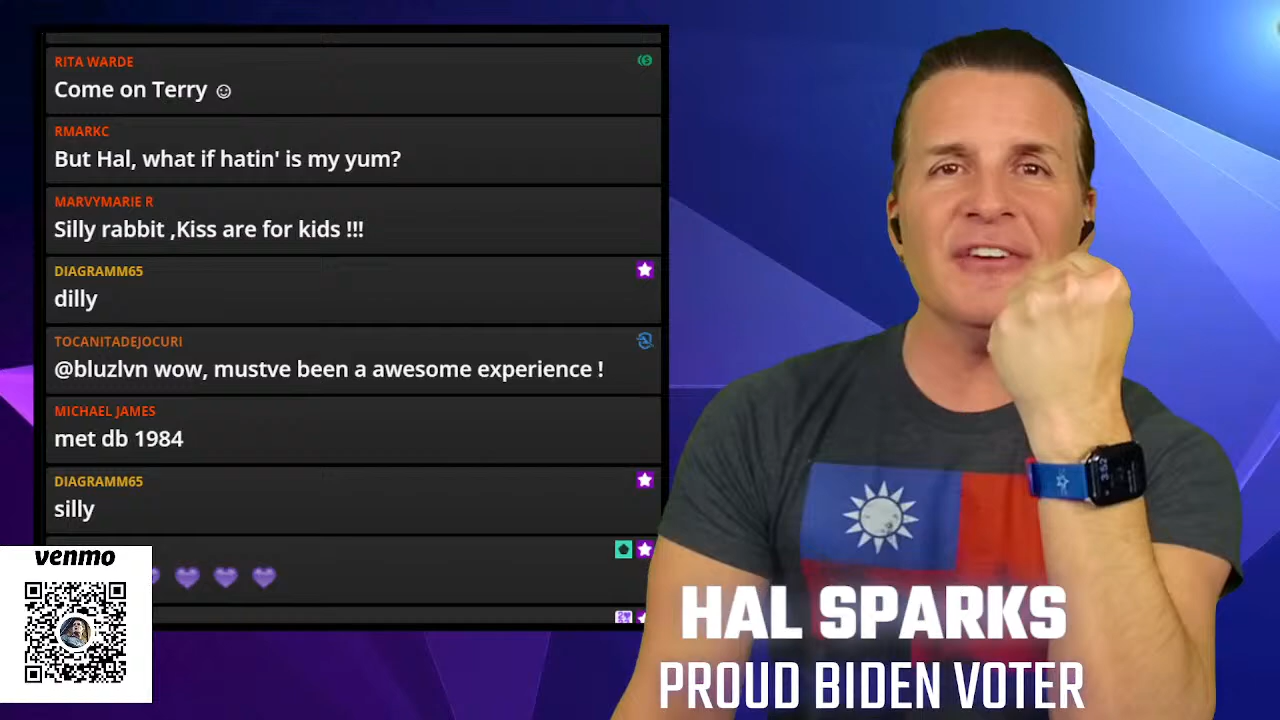 RITA WARDE
Come on Terry ☺
RMARKC
But Hal, what if hatin' is my yum?
MARVYMARIE R
Silly rabbit ,Kiss are for kids !!!
DIAGRAMM65
dilly
TOCANITADEJOCURI
@bluzlvn wow, mustve been a awesome experience !
MICHAEL JAMES
met db 1984
DIAGRAMM65
silly
venmo
HAL SPARKS
PROUD BIDEN VOTER
3:52